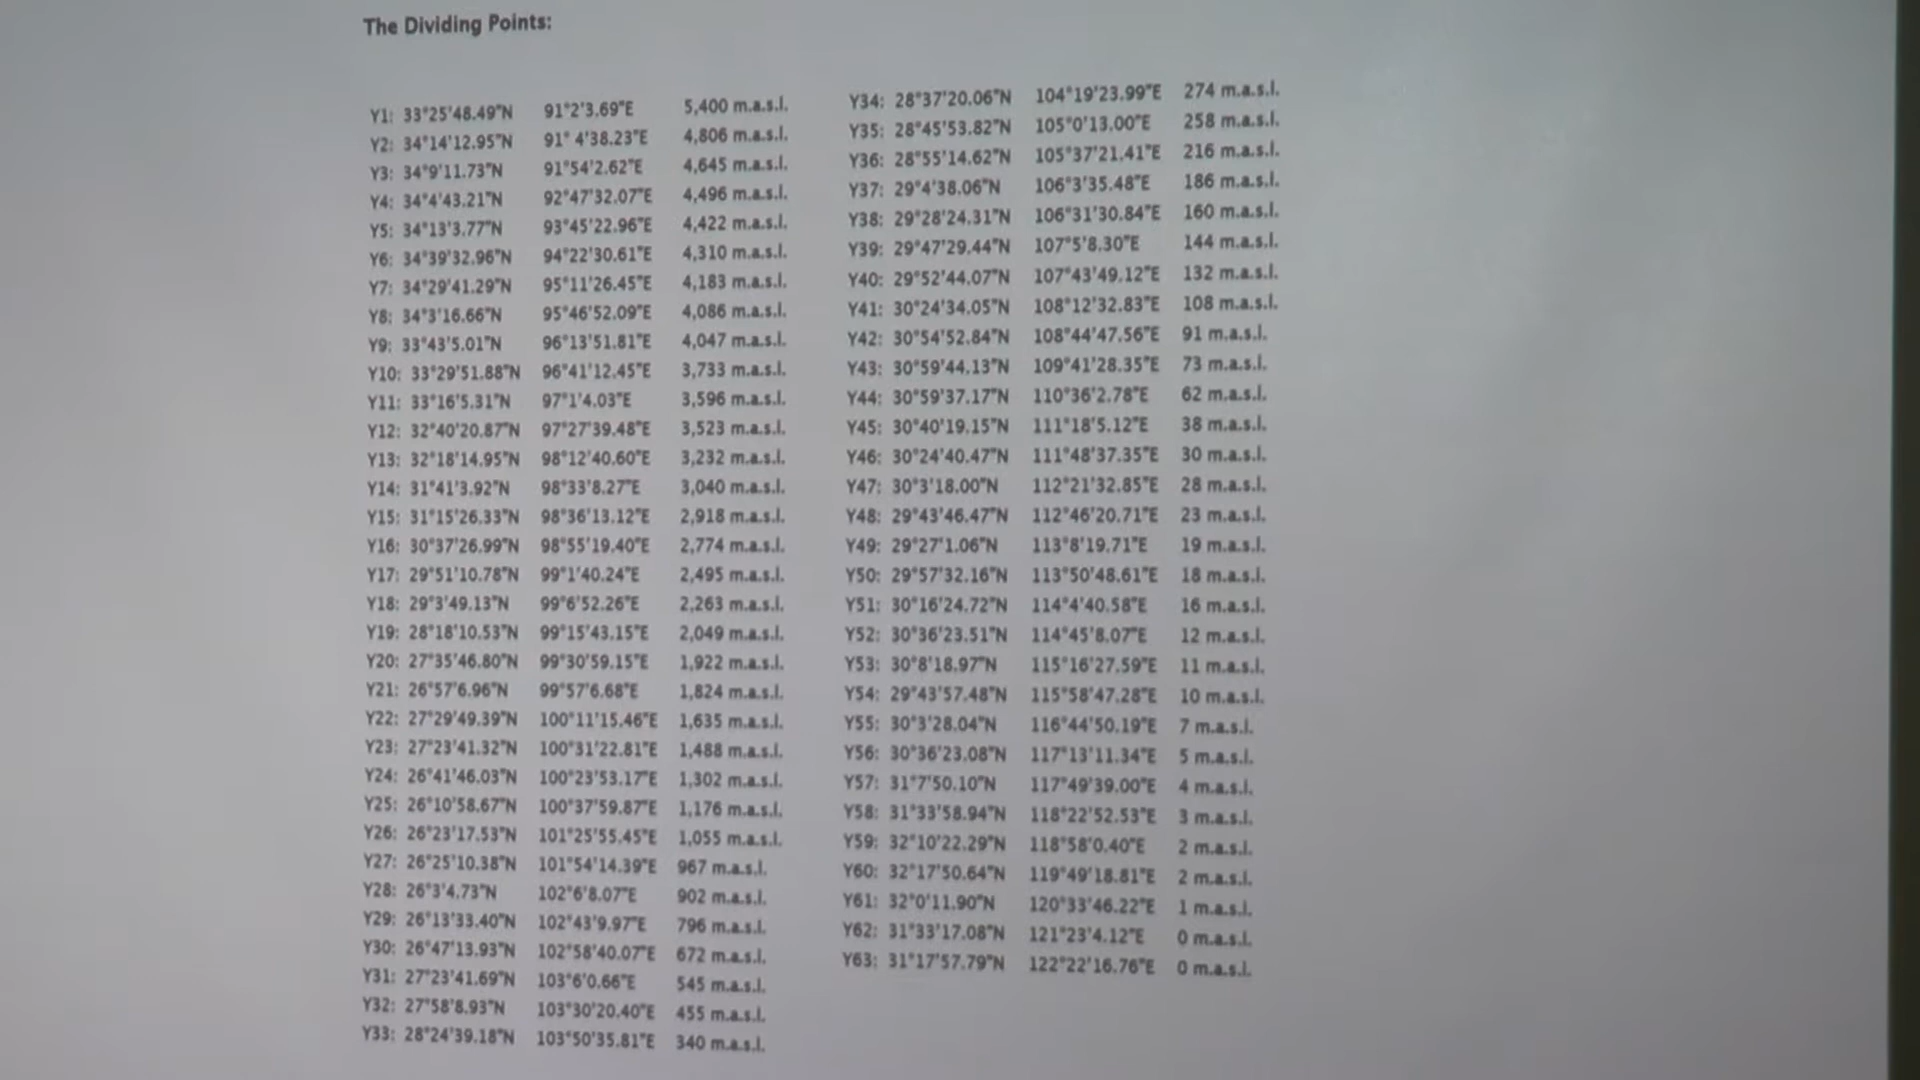 The Dividing Points:
Y1: 33°25'48.49"N 91°2'3.69"E 5,400 m.a.s.l.
Y2: 34°14'12.95"N 91° 4'38.23"E 4,806 m.a.s.l.
Y3: 34°9'11.73"N 91°54'2.62"E 4,645 m.a.s.l.
Y4: 34°4'43.21"N 92°47'32.07"E 4,496 m.a.s.l.
Y5: 34°13'3.77"N 93°45'22.96"E 4,422 m.a.s.l.
Y6: 34°39'32.96"N 94°22'30.61"E 4,310 m.a.s.l.
Y7: 34°29'41.29"N 95°11'26.45"E 4,183 m.a.s.l.
Y8: 34°3'16.66"N 95°46'52.09"E 4,086 m.a.s.l.
Y9: 33°43'5.01"N 96°13'51.81"E 4,047 m.a.s.l.
Y10: 33°29'51.88"N 96°41'12.45"E 3,733 m.a.s.l.
Y11: 33°16'5.31"N 97°1'4.03"E 3,596 m.a.s.l.
Y12: 32°40'20.87"N 97°27'39.48"E 3,523 m.a.s.l.
Y13: 32°18'14.95"N 98°12'40.60"E 3,232 m.a.s.l.
Y14: 31°41'3.92"N 98°33'8.27"E 3,040 m.a.s.l.
Y15: 31°15'26.33"N 98°36'13.12"E 2,918 m.a.s.l.
Y16: 30°37'26.99"N 98°55'19.40"E 2,774 m.a.s.l.
Y17: 29°51'10.78"N 99°1'40.24"E 2,495 m.a.s.l.
Y18: 29°3'49.13"N 99°6'52.26"E 2,263 m.a.s.l.
Y19: 28°18'10.53"N 99°15'43.15"E 2,049 m.a.s.l.
Y20: 27°35'46.80"N 99°30'59.15"E 1,922 m.a.s.l.
Y21: 26°57'6.96"N 99°57'6.68"E 1,824 m.a.s.l.
Y22: 27°29'49.39"N 100°11'15.46"E 1,635 m.a.s.l.
Y23: 27°23'41.32"N 100°31'22.81"E 1,488 m.a.s.l.
Y24: 26°41'46.03"N 100°23'53.17"E 1,302 m.a.s.l.
Y25: 26°10'58.67"N 100°37'59.87"E 1,176 m.a.s.l.
Y26: 26°23'17.53"N 101°25'55.45"E 1,055 m.a.s.l.
Y27: 26°25'10.38"N 101°54'14.39"E 967 m.a.s.l.
Y28: 26°3'4.73"N 102°6'8.07"E 902 m.a.s.l.
Y29: 26°13'33.40"N 102°43'9.97"E 796 m.a.s.l.
Y30: 26°47'13.93"N 102°58'40.07"E 672 m.a.s.l.
Y31: 27°23'41.69"N 103°6'0.66"E 545 m.a.s.l.
Y32: 27°58'8.93"N 103°30'20.40"E 455 m.a.s.l.
Y33: 28°24'39.18"N 103°50'35.81"E 340 m.a.s.l.
Y34: 28°37'20.06"N 104°19'23.99"E 274 m.a.s.l.
Y35: 28°45'53.82"N 105°0'13.00"E 258 m.a.s.l.
Y36: 28°55'14.62"N 105°37'21.41"E 216 m.a.s.l.
Y37: 29°4'38.06"N 106°3'35.48"E 186 m.a.s.l.
Y38: 29°28'24.31"N 106°31'30.84"E 160 m.a.s.l.
Y39: 29°47'29.44"N 107°5'8.30"E 144 m.a.s.l.
Y40: 29°52'44.07"N 107°43'49.12"E 132 m.a.s.l.
Y41: 30°24'34.05"N 108°12'32.83"E 108 m.a.s.l.
Y42: 30°54'52.84"N 108°44'47.56"E 91 m.a.s.l.
Y43: 30°59'44.13"N 109°41'28.35"E 73 m.a.s.l.
Y44: 30°59'37.17"N 110°36'2.78"E 62 m.a.s.l.
Y45: 30°40'19.15"N 111°18'5.12"E 38 m.a.s.l.
Y46: 30°24'40.47"N 111°48'37.35"E 30 m.a.s.l.
Y47: 30°3'18.00"N 112°21'32.85"E 28 m.a.s.l.
Y48: 29°43'46.47"N 112°46'20.71"E 23 m.a.s.l.
Y49: 29°27'1.06"N 113°8'19.71"E 19 m.a.s.l.
Y50: 29°57'32.16"N 113°50'48.61"E 18 m.a.s.l.
Y51: 30°16'24.72"N 114°4'40.58"E 16 m.a.s.l.
Y52: 30°36'23.51"N 114°45'8.07"E 12 m.a.s.l.
Y53: 30°8'18.97"N 115°16'27.59"E 11 m.a.s.l.
Y54: 29°43'57.48"N 115°58'47.28"E 10 m.a.s.l.
Y55: 30°3'28.04"N 116°44'50.19"E 7 m.a.s.l.
Y56: 30°36'23.08"N 117°13'11.34"E 5 m.a.s.l.
Y57: 31°7'50.10"N 117°49'39.00"E 4 m.a.s.l.
Y58: 31°33'58.94"N 118°22'52.53"E 3 m.a.s.l.
Y59: 32°10'22.29"N 118°58'0.40"E 2 m.a.s.l.
Y60: 32°17'50.64"N 119°49'18.81"E 2 m.a.s.l.
Y61: 32°0'11.90"N 120°33'46.22"E 1 m.a.s.l.
Y62: 31°33'17.08"N 121°23'4.12"E 0 m.a.s.l.
Y63: 31°17'57.79"N 122°22'16.76"E 0 m.a.s.l.